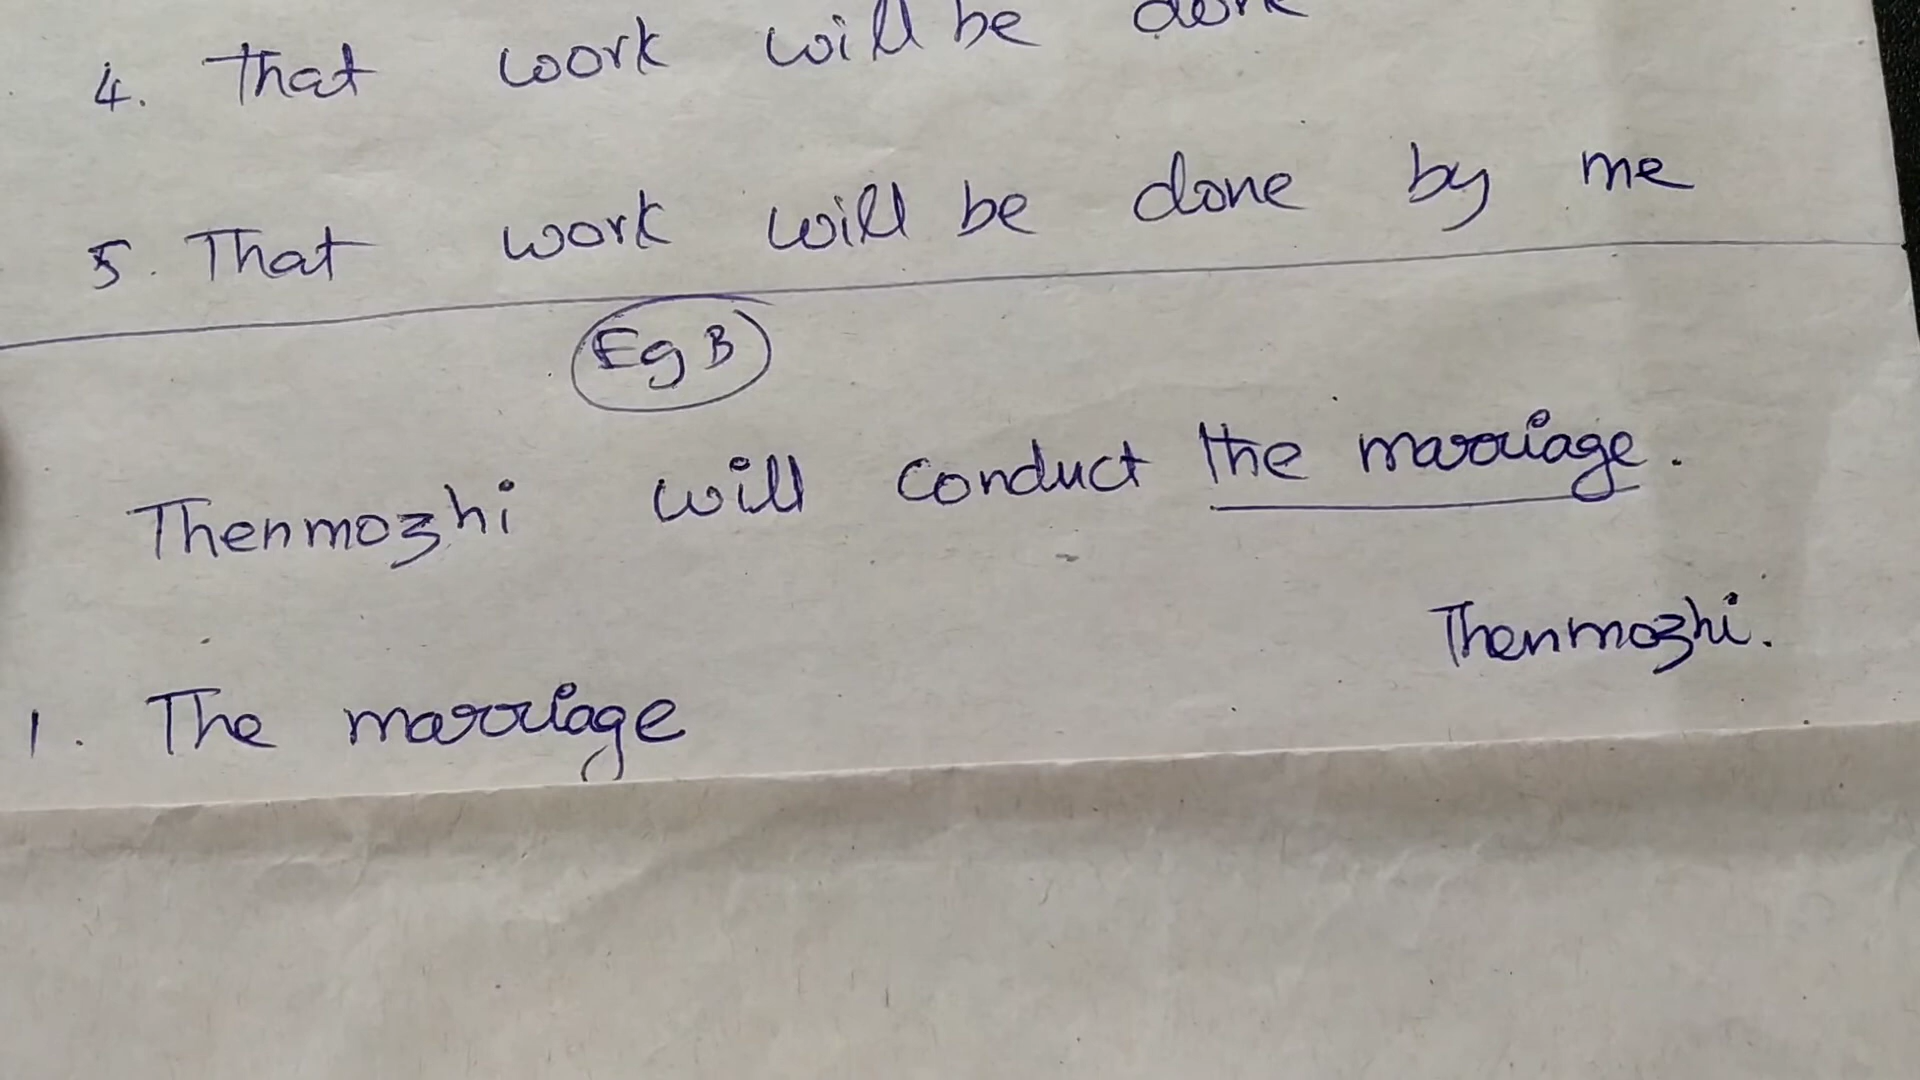 4. That work will be done
5. That work will be done by me
Eg B
Thenmozhi will conduct the marriage.
Thenmozhi.
1. The marriage